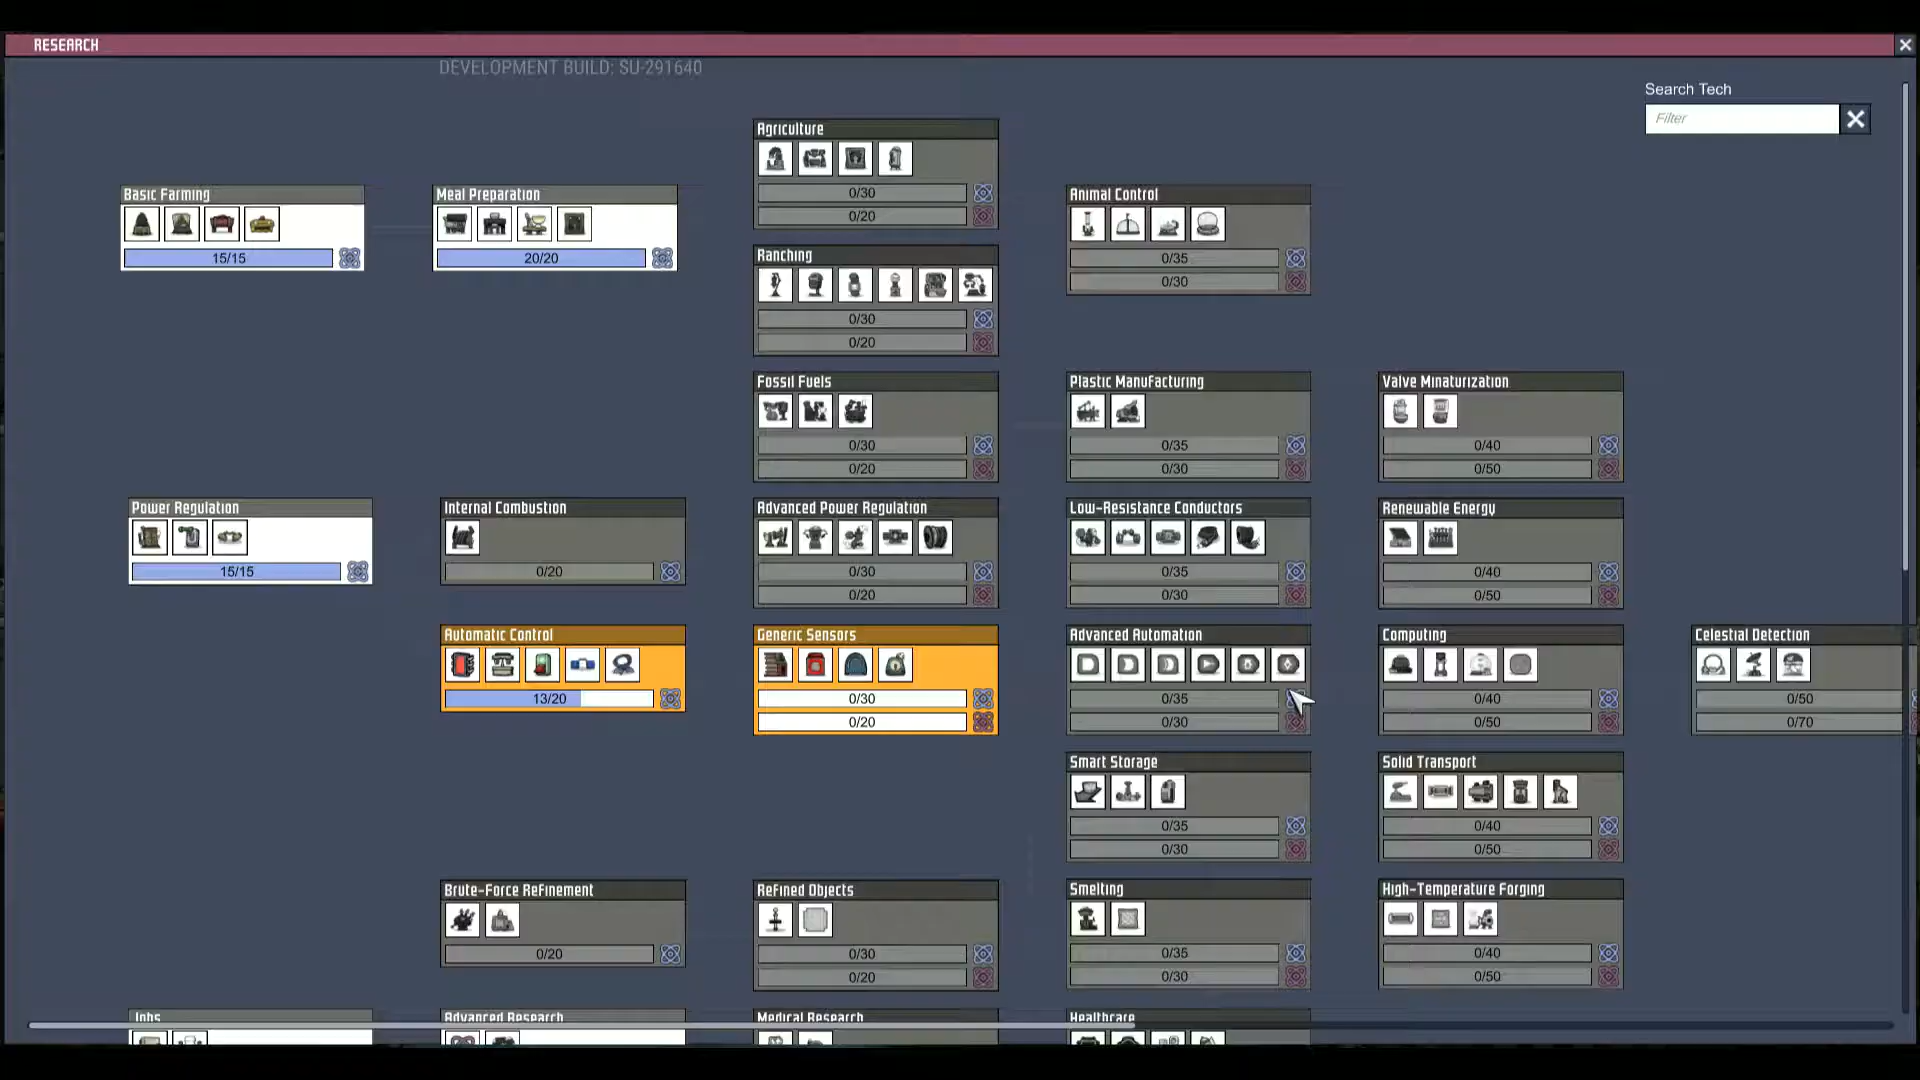 RESEARCH
DEVELOPMENT BUILD: SU-291640
Search Tech
Filter
Agriculture
0/30
0/20
Basic Farming
15/15
Meal Preparation
20/20
Animal Control
0/35
0/30
Ranching
0/30
0/20
Fossil Fuels
0/30
0/20
Plastic Manufacturing
0/35
0/30
Valve Minaturization
0/40
0/50
Power Regulation
15/15
Internal Combustion
0/20
Advanced Power Regulation
0/30
0/20
Low-Resistance Conductors
0/35
0/30
Renewable Energy
0/40
0/50
Automatic Control
13/20
Generic Sensors
0/30
0/20
Advanced Automation
0/35
0/30
Computing
0/40
0/50
Celestial Detection
0/50
0/70
Smart Storage
0/35
0/30
Solid Transport
0/40
0/50
Brute-Force Refinement
0/20
Refined Objects
0/30
0/20
Smelting
0/35
0/30
High-Temperature Forging
0/40
0/50
Jobs
Advanced Research
Medical Research
Healthcare